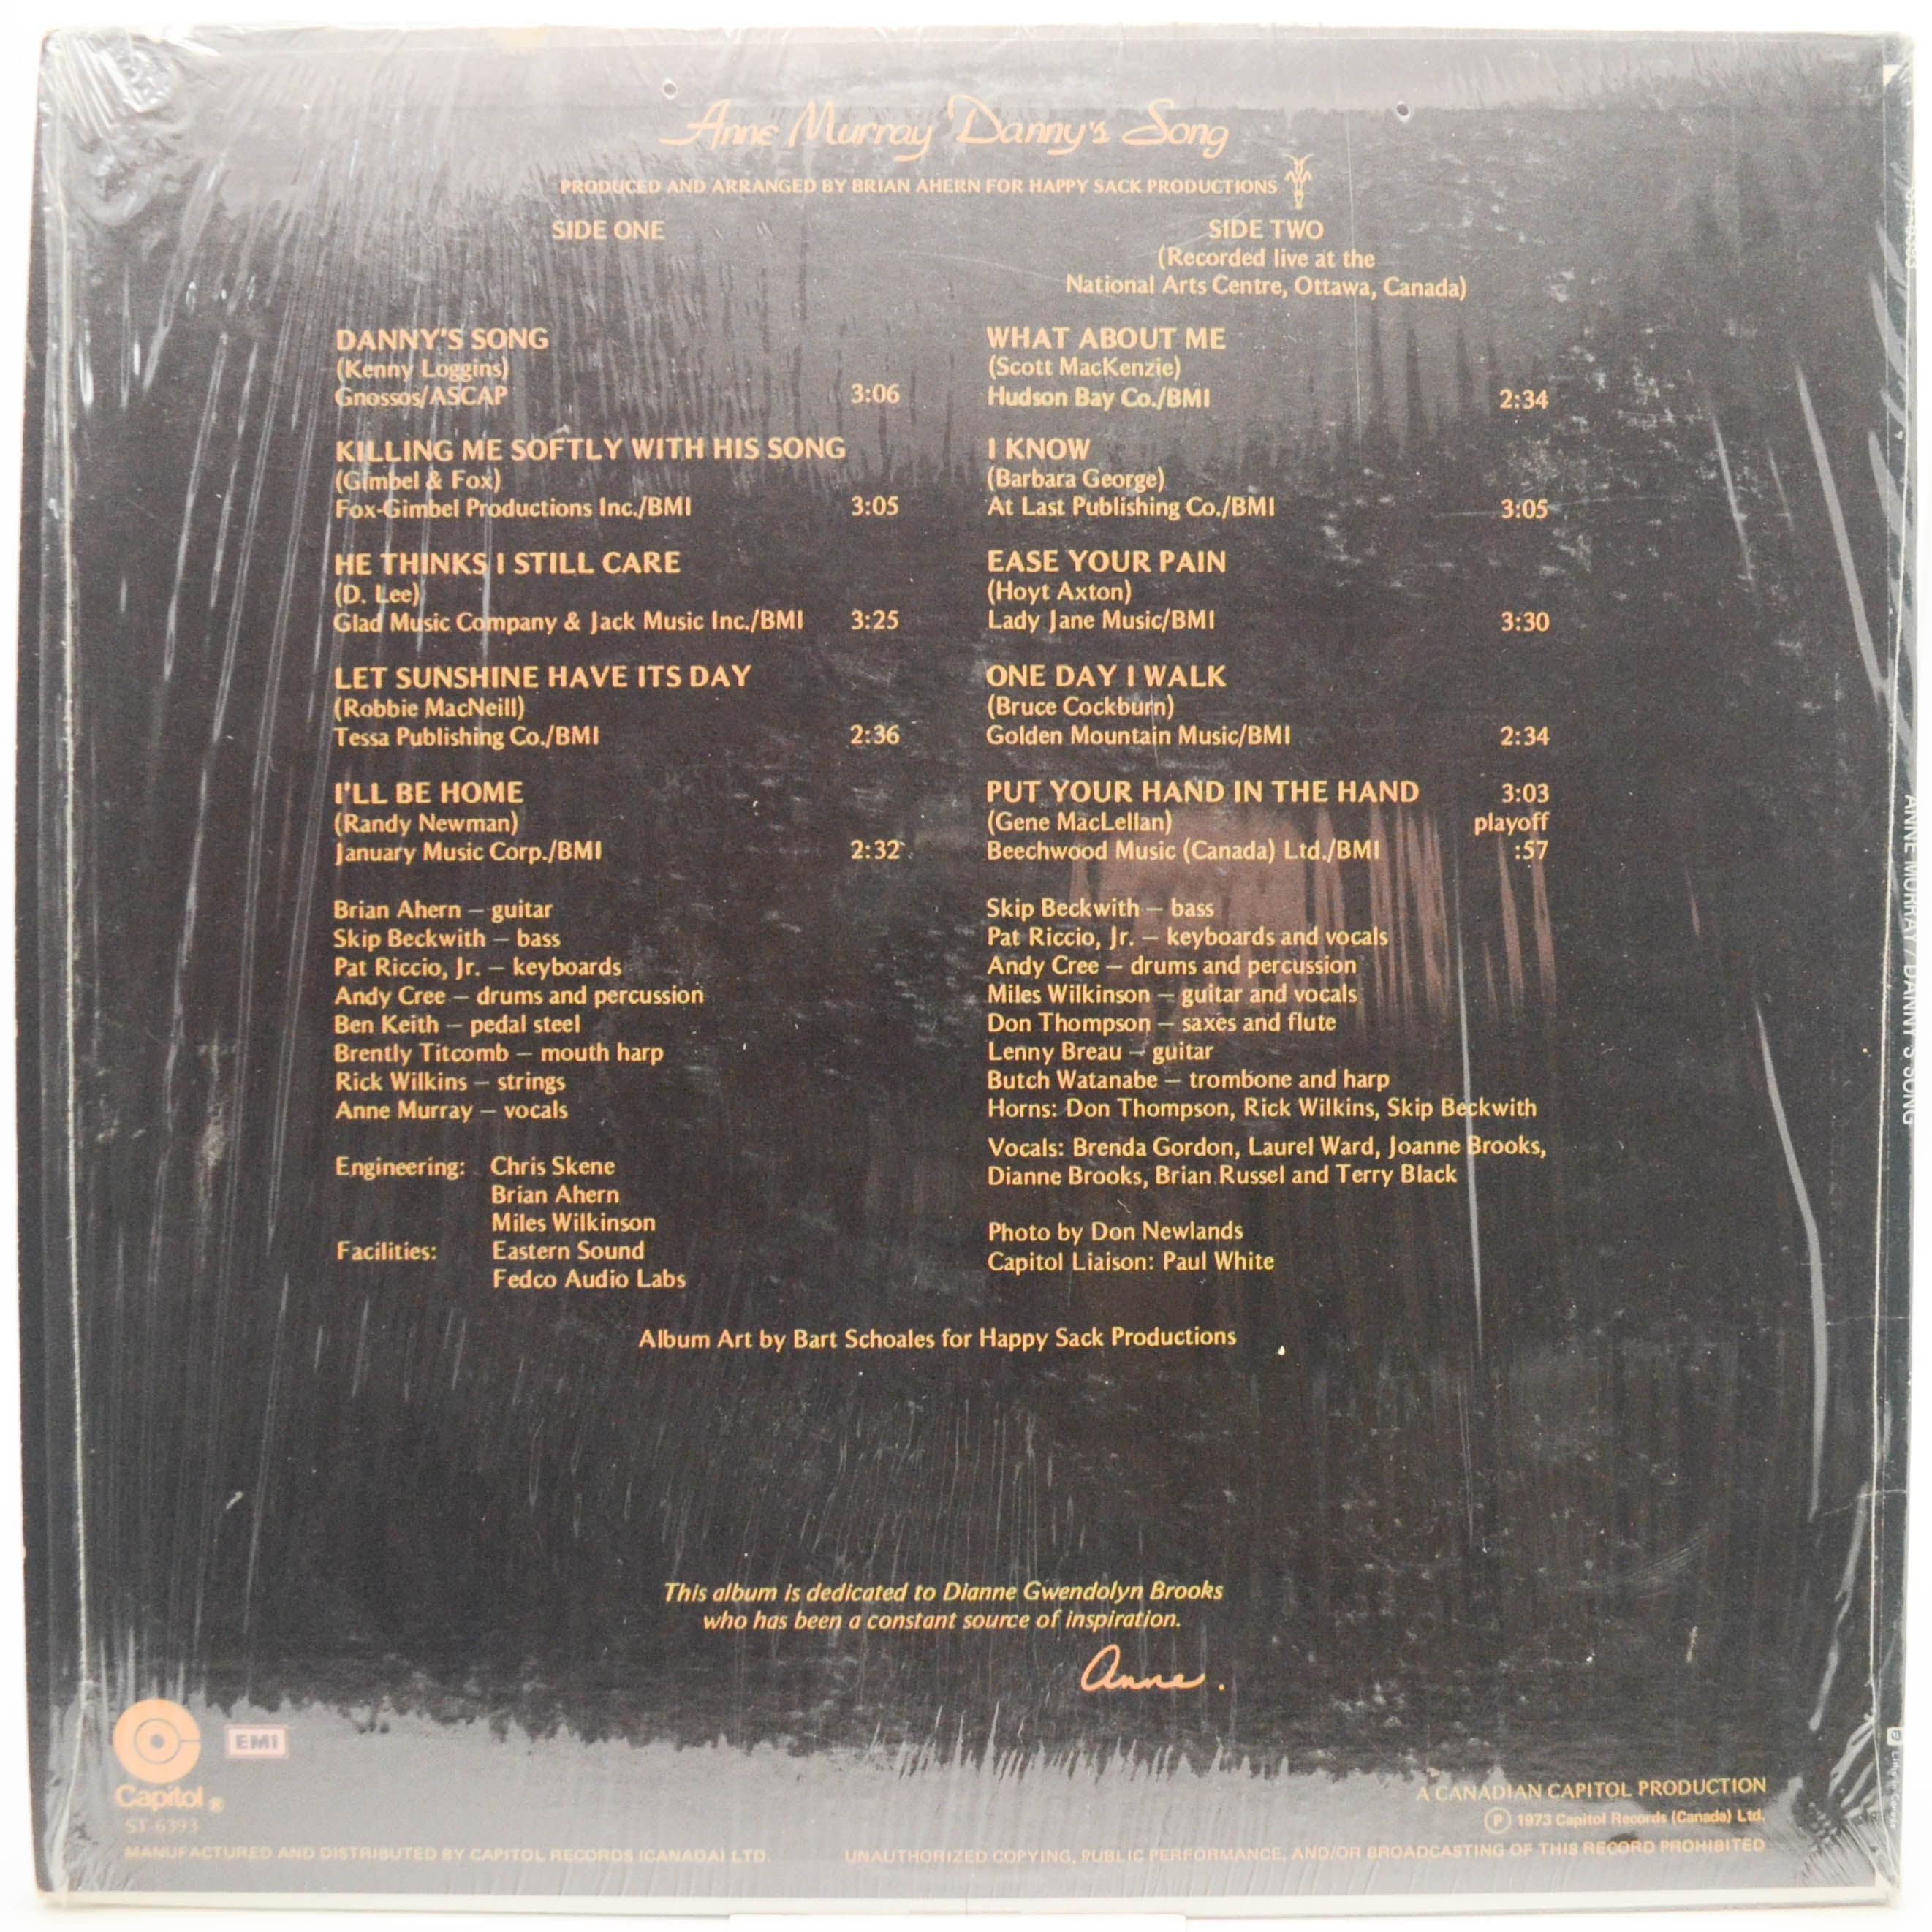 Anne Murray Danny's Song
PRODUCED AND ARRANGED BY BRIAN AHERN FOR HAPPY SACK PRODUCTIONS
SIDE ONE
DANNY'S SONG
(Kenny Loggins)
Gnossos/ASCAP 3:06
KILLING ME SOFTLY WITH HIS SONG
(Gimbel & Fox)
Fox-Gimbel Productions Inc./BMI 3:05
HE THINKS I STILL CARE
(D. Lee)
Glad Music Company & Jack Music Inc./BMI 3:25
LET SUNSHINE HAVE ITS DAY
(Robbie MacNeill)
Tessa Publishing Co./BMI 2:36
I'LL BE HOME
(Randy Newman)
January Music Corp./BMI 2:32
Brian Ahern – guitar
Skip Beckwith – bass
Pat Riccio, Jr. – keyboards
Andy Cree – drums and percussion
Ben Keith – pedal steel
Brently Titcomb – mouth harp
Rick Wilkins – strings
Anne Murray – vocals
Engineering: Chris Skene
Brian Ahern
Miles Wilkinson
Facilities: Eastern Sound
Fedco Audio Labs
SIDE TWO
(Recorded live at the
National Arts Centre, Ottawa, Canada)
WHAT ABOUT ME
(Scott MacKenzie)
Hudson Bay Co./BMI 2:34
I KNOW
(Barbara George)
At Last Publishing Co./BMI 3:05
EASE YOUR PAIN
(Hoyt Axton)
Lady Jane Music/BMI 3:30
ONE DAY I WALK
(Bruce Cockburn)
Golden Mountain Music/BMI 2:34
PUT YOUR HAND IN THE HAND 3:03
(Gene MacLellan) playoff
Beechwood Music (Canada) Ltd./BMI :57
Skip Beckwith – bass
Pat Riccio, Jr. – keyboards and vocals
Andy Cree – drums and percussion
Miles Wilkinson – guitar and vocals
Don Thompson – saxes and flute
Lenny Breau – guitar
Butch Watanabe – trombone and harp
Horns: Don Thompson, Rick Wilkins, Skip Beckwith
Vocals: Brenda Gordon, Laurel Ward, Joanne Brooks,
Dianne Brooks, Brian Russel and Terry Black
Photo by Don Newlands
Capitol Liaison: Paul White
Album Art by Bart Schoales for Happy Sack Productions
This album is dedicated to Dianne Gwendolyn Brooks
who has been a constant source of inspiration.
Anne.
EMI
Capitol ®
ST-6393
A CANADIAN CAPITOL PRODUCTION
Ⓟ 1973 Capitol Records (Canada) Ltd.
MANUFACTURED AND DISTRIBUTED BY CAPITOL RECORDS (CANADA) LTD.
UNAUTHORIZED COPYING, PUBLIC PERFORMANCE, AND/OR BROADCASTING OF THIS RECORD PROHIBITED
ANNE MURRAY / DANNY'S SONG